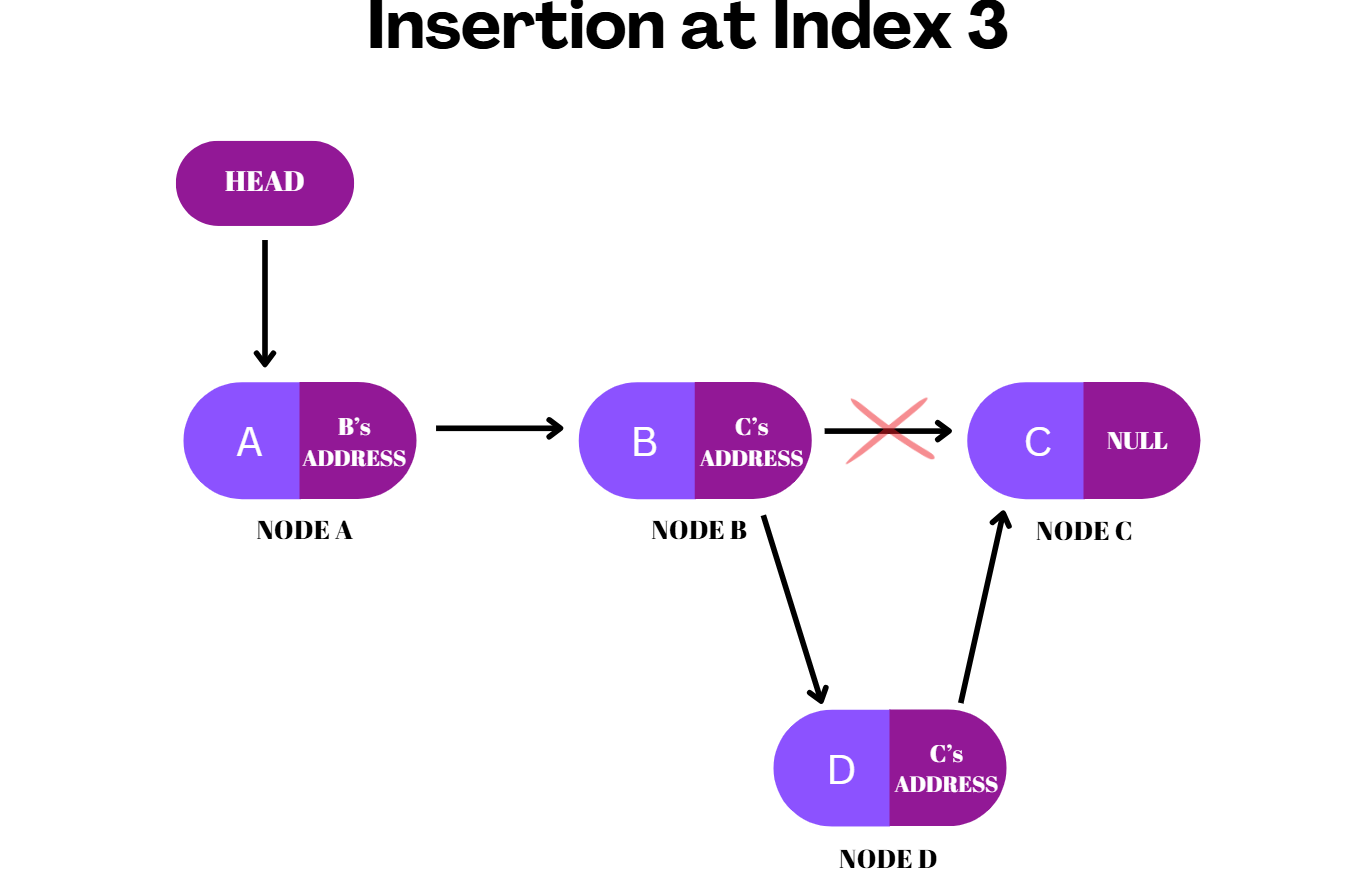 Insertion at Index 3
HEAD
A
B's
ADDRESS
B
C's
ADDRESS
C
NULL
NODE A
NODE B
NODE C
D
C's
ADDRESS
NODE D